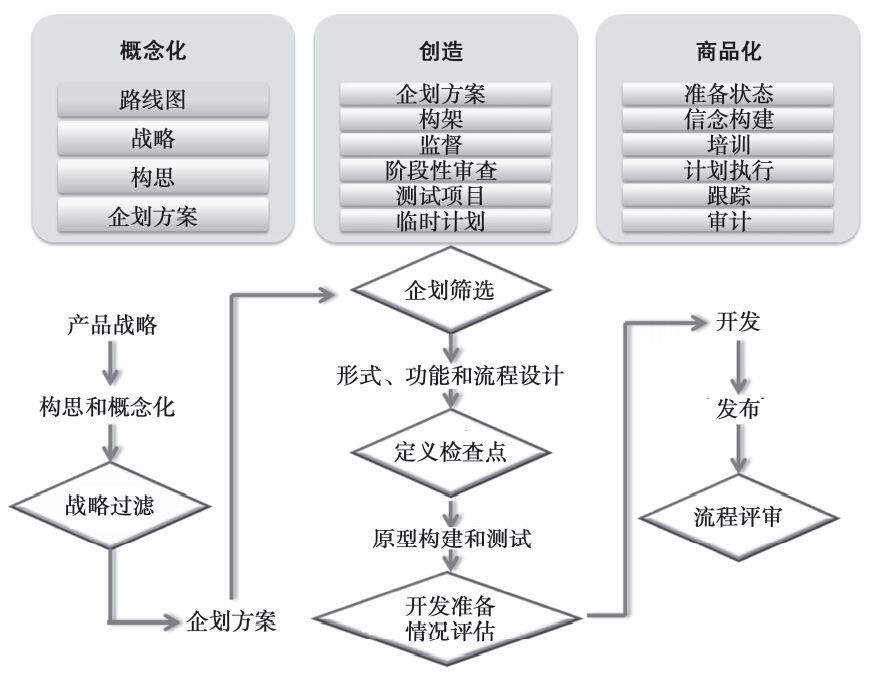 概念化
路线图
战略
构思
企划方案
创造
企划方案
构架
监督
阶段性审查
测试项目
临时计划
商品化
准备状态
信念构建
培训
计划执行
跟踪
审计
产品战略
构思和概念化
战略过滤
企划方案
企划筛选
形式、功能和流程设计
定义检查点
原型构建和测试
开发准备
情况评估
开发
发布
流程评审